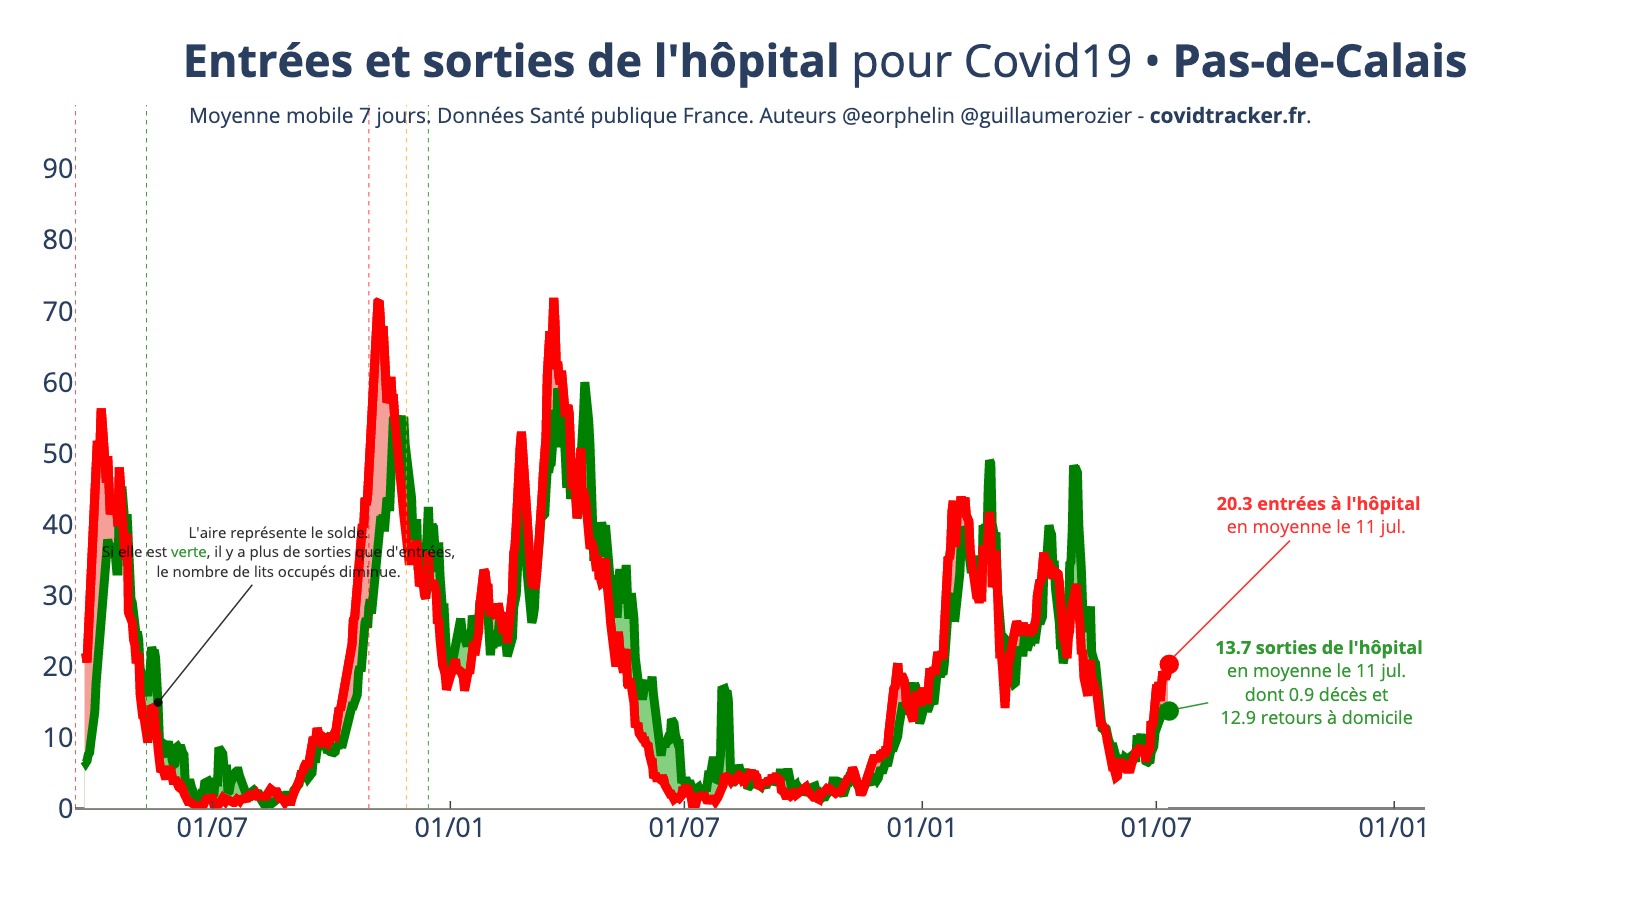 Entrées et sorties de l'hôpital pour Covid19 • Pas-de-Calais
Moyenne mobile 7 jours. Données Santé publique France. Auteurs @eorphelin @guillaumerozier - covidtracker.fr.
90
80
70
60
50
40
30
20
10
0
L'aire représente le solde.
Si elle est verte, il y a plus de sorties que d'entrées,
le nombre de lits occupés diminue.
20.3 entrées à l'hôpital
en moyenne le 11 jul.
13.7 sorties de l'hôpital
en moyenne le 11 jul.
dont 0.9 décès et
12.9 retours à domicile
01/07
01/01
01/07
01/01
01/07
01/01